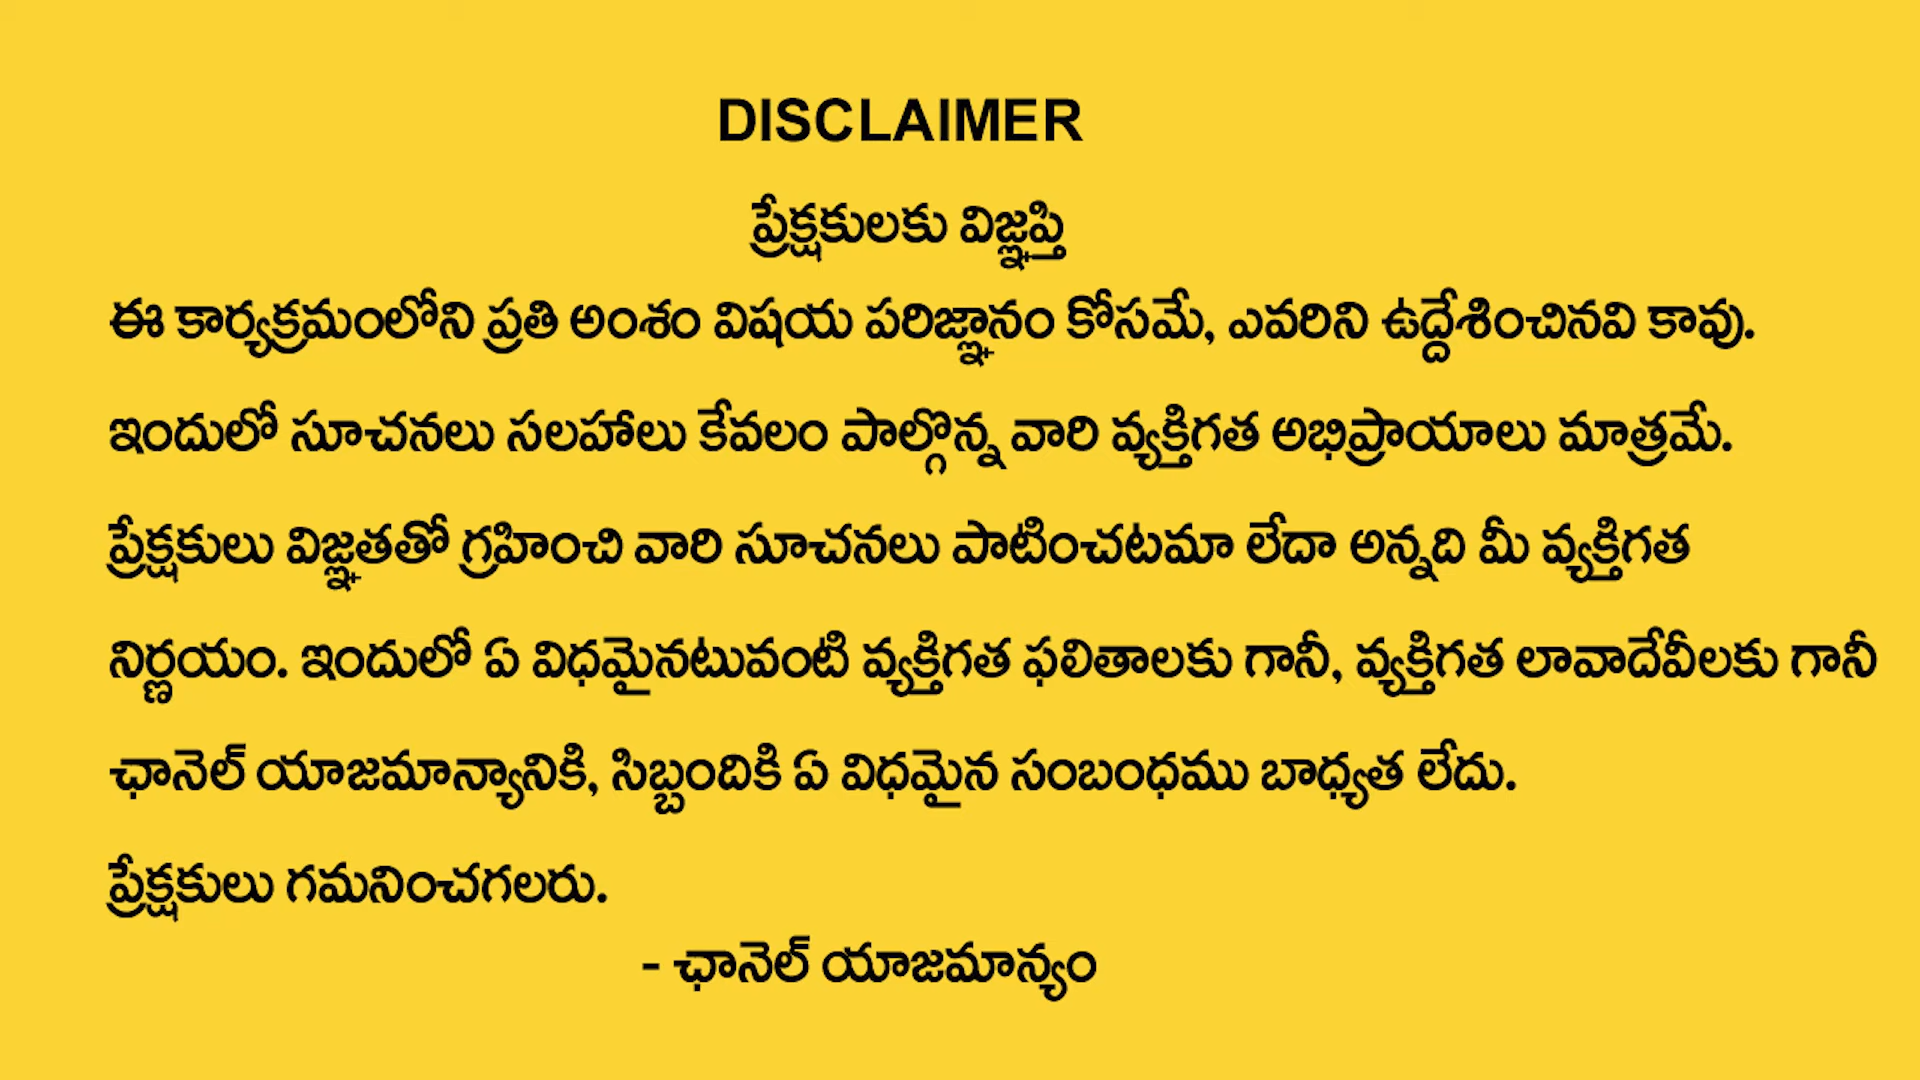 DISCLAIMER
ప్రేక్షకులకు విజ్ఞప్తి
ఈ కార్యక్రమంలోని ప్రతి అంశం విషయ పరిజ్ఞానం కోసమే, ఎవరిని ఉద్దేశించినవి కావు.
ఇందులో సూచనలు సలహాలు కేవలం పాల్గొన్న వారి వ్యక్తిగత అభిప్రాయాలు మాత్రమే.
ప్రేక్షకులు విజ్ఞతతో గ్రహించి వారి సూచనలు పాటించటమా లేదా అన్నది మీ వ్యక్తిగత
నిర్ణయం. ఇందులో ఏ విధమైనటువంటి వ్యక్తిగత ఫలితాలకు గానీ, వ్యక్తిగత లావాదేవీలకు గానీ
ఛానెల్ యాజమాన్యానికి, సిబ్బందికి ఏ విధమైన సంబంధము బాధ్యత లేదు.
ప్రేక్షకులు గమనించగలరు.
- ఛానెల్ యాజమాన్యం